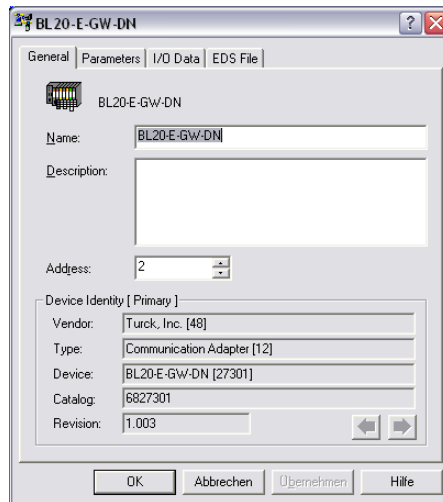 BL20-E-GW-DN
General Parameters I/O Data EDS File
BL20-E-GW-DN
Name: BL20-E-GW-DN
Description:
Address: 2
Device Identity [ Primary ]
Vendor: Turck, Inc. [48]
Type: Communication Adapter [12]
Device: BL20-E-GW-DN [27301]
Catalog: 6827301
Revision: 1.003
OK Abbrechen Übernehmen Hilfe